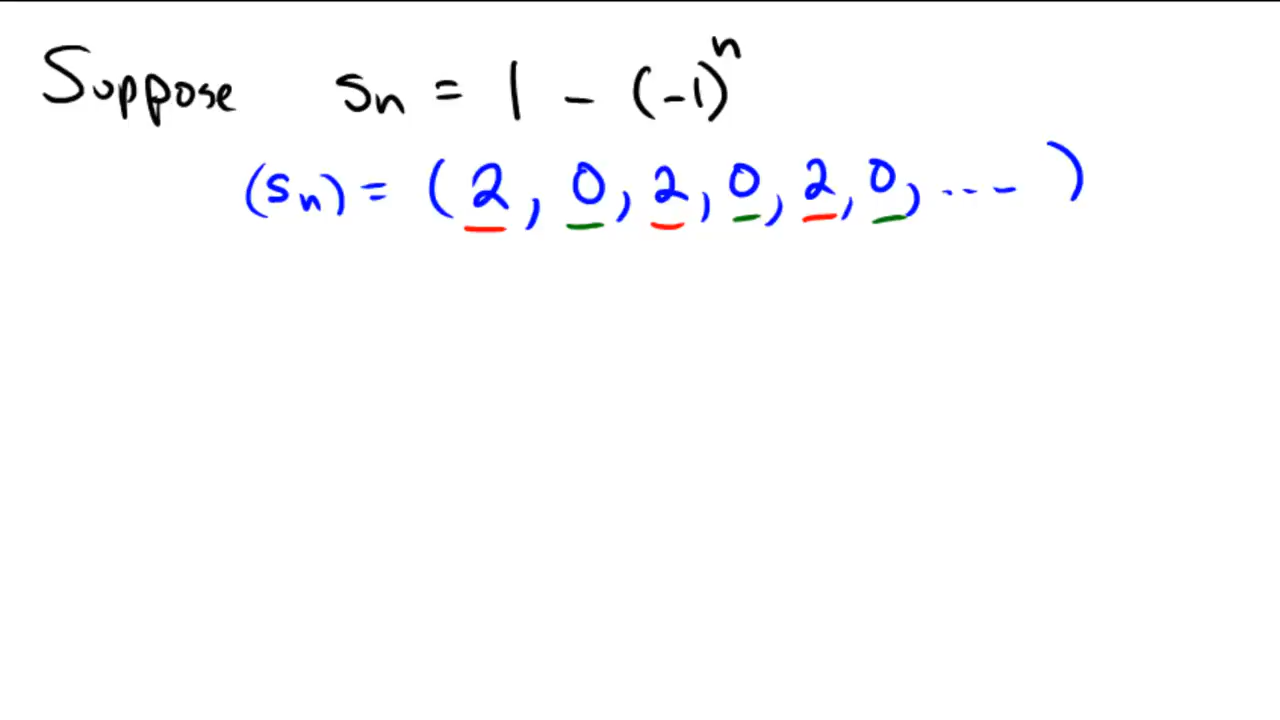 Suppose sₙ = 1 - (-1)ⁿ
(sₙ) = (2, 0, 2, 0, 2, 0, ...)